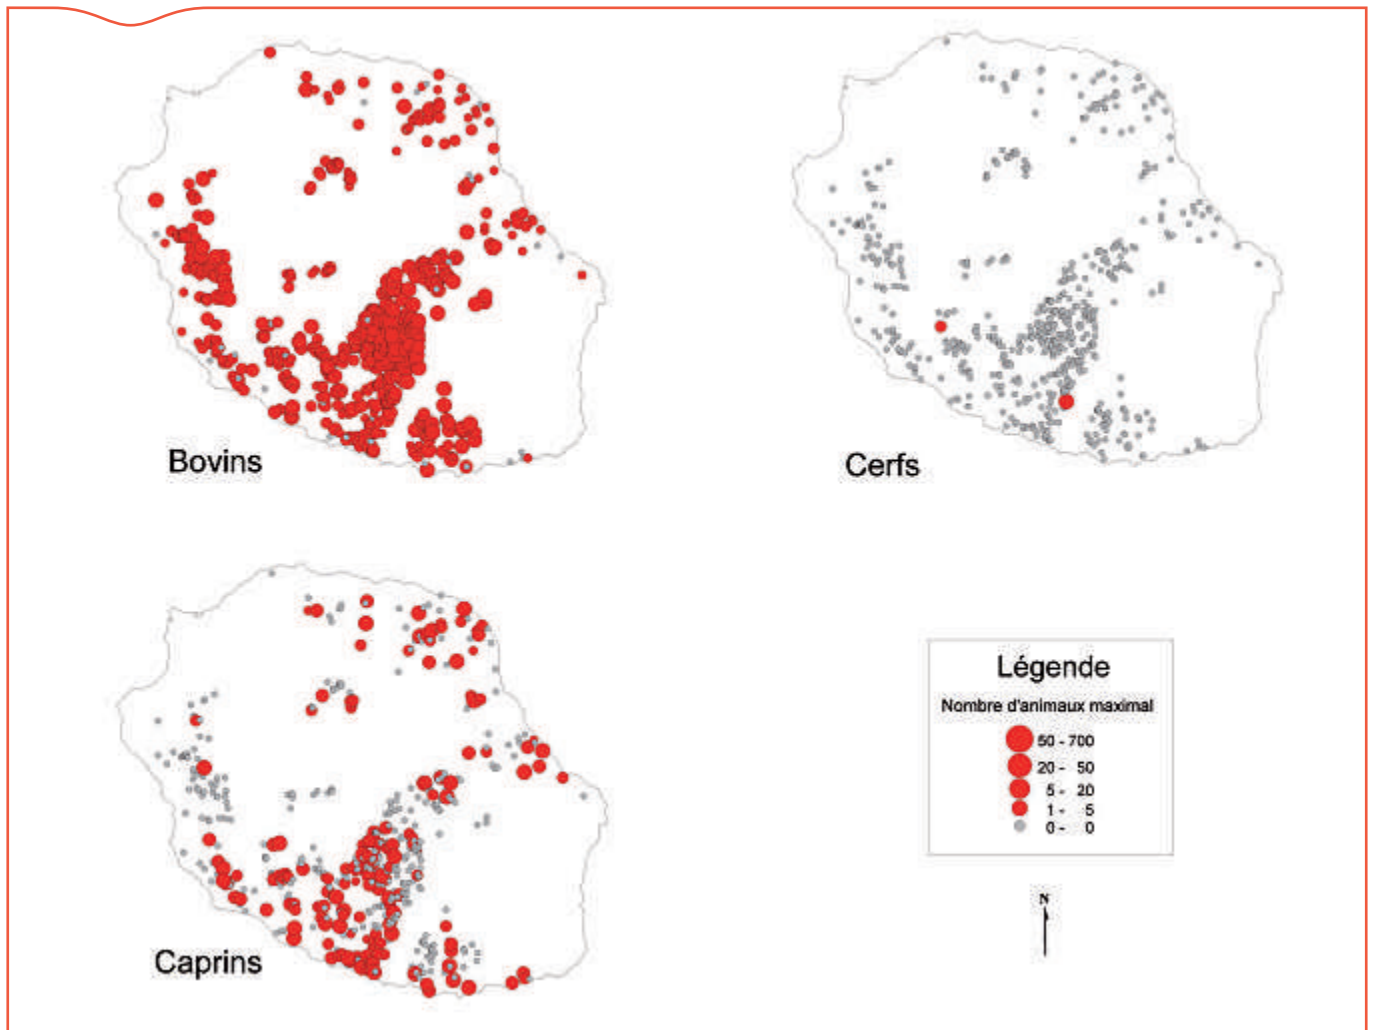 Bovins
Cerfs
Caprins
Légende
Nombre d'animaux maximal
50 - 700
20 - 50
5 - 20
1 - 5
0 - 0
N